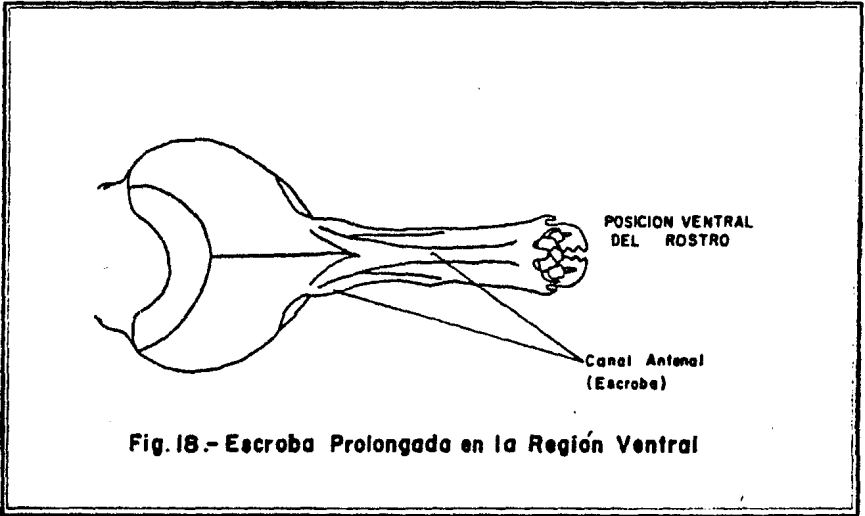 POSICION VENTRAL
DEL ROSTRO
Canal Antenal
(Escroba)
Fig. 18.- Escroba Prolongada en la Región Ventral